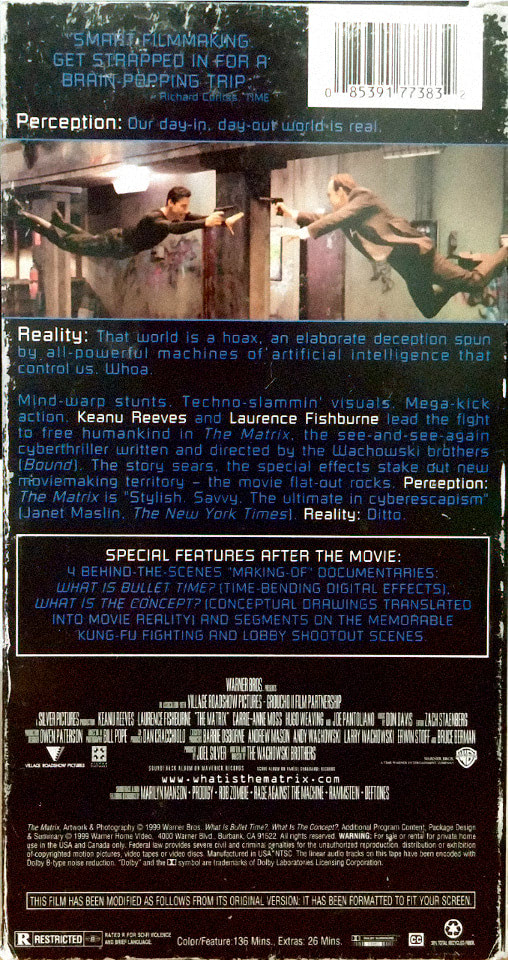 "SMART FILMMAKING.
GET STRAPPED IN FOR A
BRAIN-POPPING TRIP."
- Richard Corliss, TIME
0 85391 77383 2
Perception: Our day-in, day-out world is real.
Reality: That world is a hoax, an elaborate deception spun
by all-powerful machines of artificial intelligence that
control us. Whoa.
Mind-warp stunts. Techno-slammin' visuals. Mega-kick
action. Keanu Reeves and Laurence Fishburne lead the fight
to free humankind in The Matrix, the see-and-see-again
cyberthriller written and directed by the Wachowski brothers
(Bound). The story sears, the special effects stake out new
moviemaking territory – the movie flat-out rocks. Perception:
The Matrix is "Stylish. Savvy. The ultimate in cyberescapism"
(Janet Maslin, The New York Times). Reality: Ditto.
SPECIAL FEATURES AFTER THE MOVIE:
4 BEHIND-THE-SCENES "MAKING-OF" DOCUMENTARIES:
WHAT IS BULLET TIME? (TIME-BENDING DIGITAL EFFECTS),
WHAT IS THE CONCEPT? (CONCEPTUAL DRAWINGS TRANSLATED
INTO MOVIE REALITY) AND SEGMENTS ON THE MEMORABLE
KUNG-FU FIGHTING AND LOBBY SHOOTOUT SCENES.
WARNER BROS. PRESENTS
IN ASSOCIATION WITH VILLAGE ROADSHOW PICTURES - GROUCHO II FILM PARTNERSHIP
A SILVER PICTURES PRODUCTION KEANU REEVES LAURENCE FISHBURNE "THE MATRIX" CARRIE-ANNE MOSS HUGO WEAVING AND JOE PANTOLIANO MUSIC BY DON DAVIS EDITED BY ZACH STAENBERG
OWEN PATERSON BILL POPE DAN CRACCHIOLO BARRIE OSBORNE ANDREW MASON ANDY WACHOWSKI LARRY WACHOWSKI ERWIN STOFF AND BRUCE BERMAN
PRODUCED BY JOEL SILVER WRITTEN AND DIRECTED BY THE WACHOWSKI BROTHERS
VILLAGE ROADSHOW PICTURES
SOUNDTRACK ALBUM ON MAVERICK RECORDS SCORE ALBUM ON VARESE SARABANDE RECORDS
WARNER BROS.
A TIME WARNER ENTERTAINMENT COMPANY
www.whatisthematrix.com
MARILYN MANSON - PRODIGY - ROB ZOMBIE - RAGE AGAINST THE MACHINE - RAMMSTEIN - DEFTONES
The Matrix, Artwork & Photography © 1999 Warner Bros. What Is Bullet Time?, What Is The Concept?, Additional Program Content, Package Design
& Summary © 1999 Warner Home Video, 4000 Warner Blvd., Burbank, CA 91522. All rights reserved. WARNING: For sale or rental for private home
use in the USA and Canada only. Federal law provides severe civil and criminal penalties for the unauthorized reproduction, distribution or exhibition
of copyrighted motion pictures, video tapes or video discs. Manufactured in USA. NTSC. The linear audio tracks on this tape have been encoded with
Dolby B-type noise reduction. "Dolby" and the symbol are trademarks of Dolby Laboratories Licensing Corporation.
THIS FILM HAS BEEN MODIFIED AS FOLLOWS FROM ITS ORIGINAL VERSION: IT HAS BEEN FORMATTED TO FIT YOUR SCREEN.
R RESTRICTED RATED R FOR SCI-FI VIOLENCE
AND BRIEF LANGUAGE.
Color/Feature: 136 Mins., Extras: 26 Mins.
DOLBY SURROUND
CC